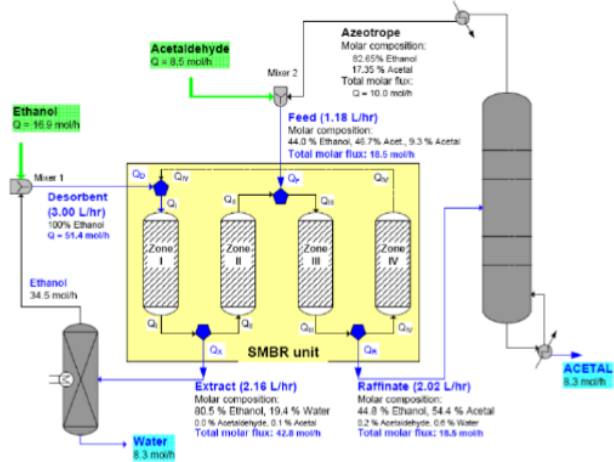 Azeotrope
Molar composition:
82.65% Ethanol
17.35 % Acetal
Total molar flux:
Q = 10.0 mol/h
Acetaldehyde
Q = 8.5 mol/h
Mixer 2
Ethanol
Q = 16.9 mol/h
Mixer 1
Feed (1.18 L/hr)
Molar composition:
44.0 % Ethanol, 46.7% Acet., 9.3 % Acetal
Total molar flux: 18.5 mol/h
Desorbent
(3.00 L/hr)
100% Ethanol
Q = 51.4 mol/h
QD
QIV
QF
QIV
QI
QII
QIII
Zone
I
Zone
II
Zone
III
Zone
IV
QI
QII
QIII
QIV
QX
QR
SMBR unit
Ethanol
34.5 mol/h
Extract (2.16 L/hr)
Molar composition:
80.5 % Ethanol, 19.4 % Water
0.0 % Acetaldehyde, 0.1 % Acetal
Total molar flux: 42.8 mol/h
Raffinate (2.02 L/hr)
Molar composition:
44.8 % Ethanol, 54.4 % Acetal
0.2 % Acetaldehyde, 0.6 % Water
Total molar flux: 18.5 mol/h
ACETAL
8.3 mol/h
Water
8.3 mol/h